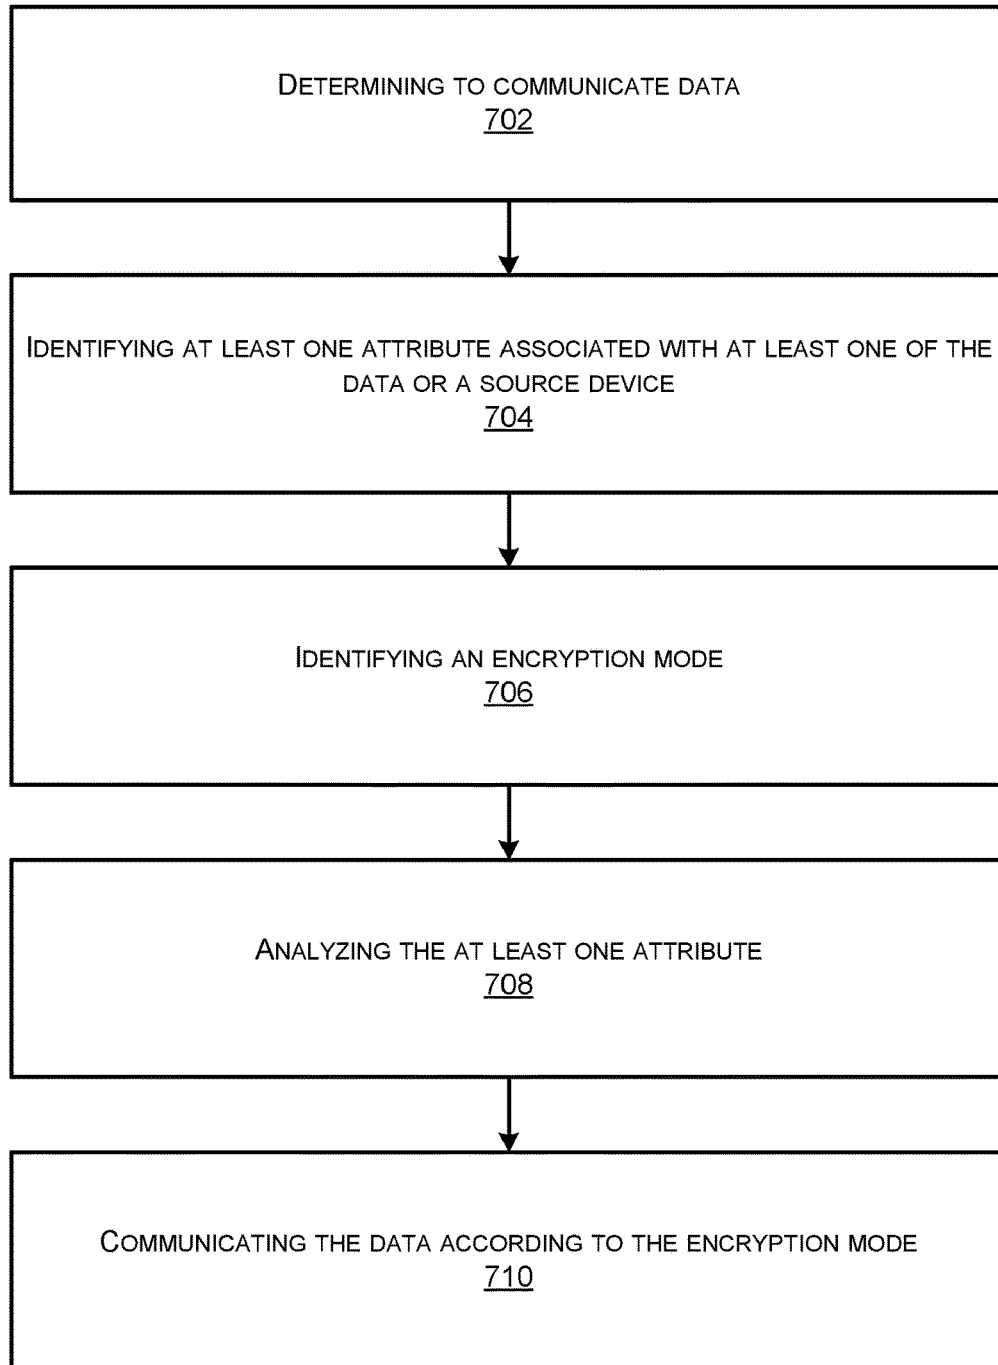 DETERMINING TO COMMUNICATE DATA
702
IDENTIFYING AT LEAST ONE ATTRIBUTE ASSOCIATED WITH AT LEAST ONE OF THE
DATA OR A SOURCE DEVICE
704
IDENTIFYING AN ENCRYPTION MODE
706
ANALYZING THE AT LEAST ONE ATTRIBUTE
708
COMMUNICATING THE DATA ACCORDING TO THE ENCRYPTION MODE
710